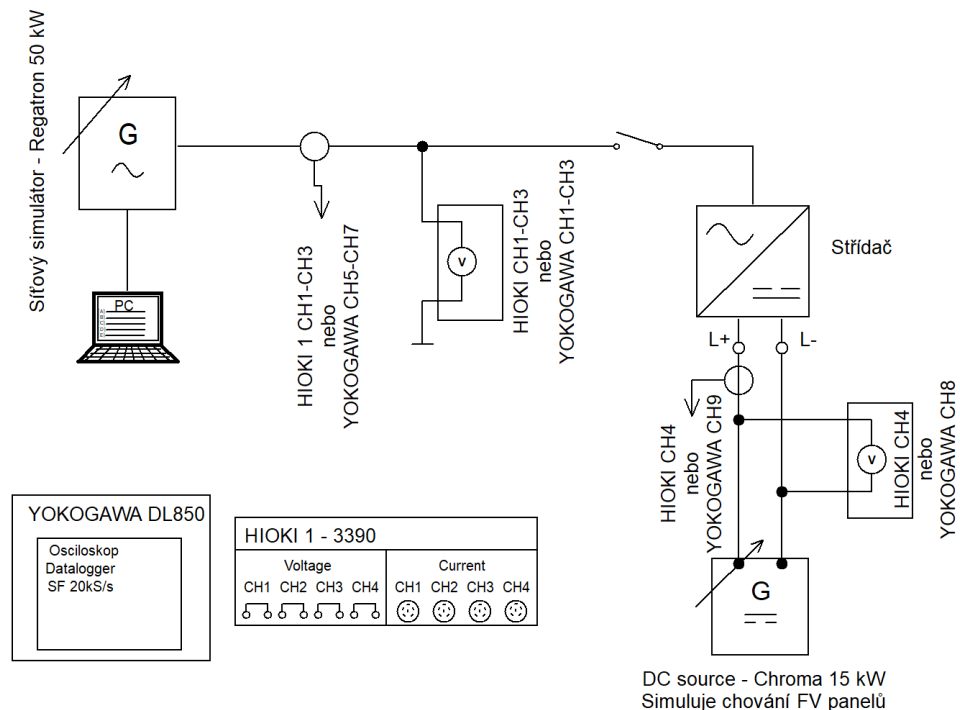 Síťový simulátor - Regatron 50 kW
G
PC
A)
B)
C)
D)
E)
HIOKI 1 CH1-CH3
nebo
YOKOGAWA CH5-CH7
V
HIOKI CH1-CH3
nebo
YOKOGAWA CH1-CH3
Střídač
L+
L-
HIOKI CH4
nebo
YOKOGAWA CH9
V
HIOKI CH4
nebo
YOKOGAWA CH8
YOKOGAWA DL850
Osciloskop
Datalogger
SF 20kS/s
HIOKI 1 - 3390
Voltage
CH1 CH2 CH3 CH4
Current
CH1 CH2 CH3 CH4
G
DC source - Chroma 15 kW
Simuluje chování FV panelů